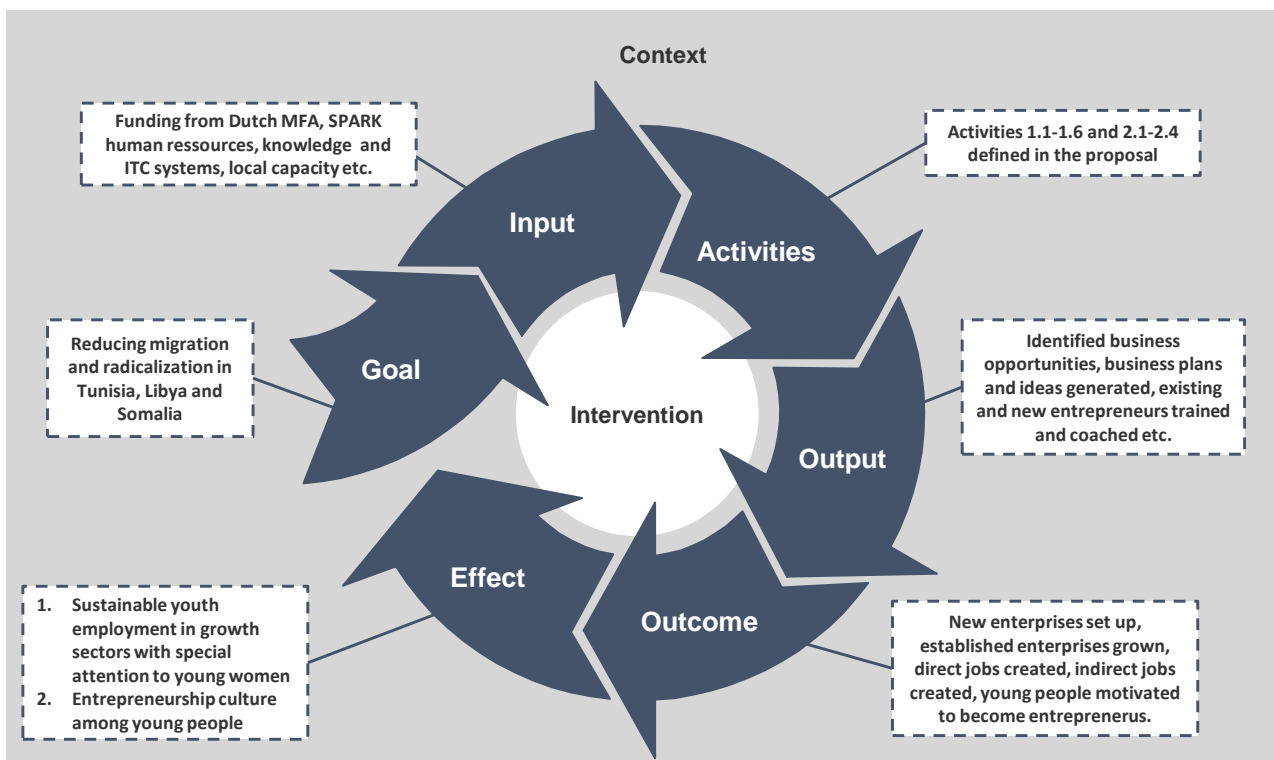 Context
Funding from Dutch MFA, SPARK
human ressources, knowledge and
ITC systems, local capacity etc.
Activities 1.1-1.6 and 2.1-2.4
defined in the proposal
Input
Activities
Reducing migration
and radicalization in
Tunisia, Libya and
Somalia
Goal
Intervention
Output
Identified business
opportunities, business plans
and ideas generated, existing
and new entrepreneurs trained
and coached etc.
Effect
Outcome
1. Sustainable youth
employment in growth
sectors with special
attention to young women
2. Entrepreneurship culture
among young people
New enterprises set up,
established enterprises grown,
direct jobs created, indirect jobs
created, young people motivated
to become entreprenerus.